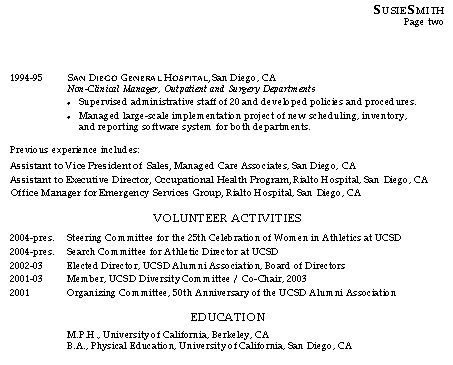 SUSIE SMITH
Page two
1994-95 SAN DIEGO GENERAL HOSPITAL, San Diego, CA
Non-Clinical Manager, Outpatient and Surgery Departments
• Supervised administrative staff of 20 and developed policies and procedures.
• Managed large-scale implementation project of new scheduling, inventory,
and reporting software system for both departments.
Previous experience includes:
Assistant to Vice President of Sales, Managed Care Associates, San Diego, CA
Assistant to Executive Director, Occupational Health Program, Rialto Hospital, San Diego, CA
Office Manager for Emergency Services Group, Rialto Hospital, San Diego, CA
VOLUNTEER ACTIVITIES
2004-pres. Steering Committee for the 25th Celebration of Women in Athletics at UCSD
2004-pres. Search Committee for Athletic Director at UCSD
2002-03 Elected Director, UCSD Alumni Association, Board of Directors
2001-03 Member, UCSD Diversity Committee / Co-Chair, 2003
2001 Organizing Committee, 50th Anniversary of the UCSD Alumni Association
EDUCATION
M.P.H., University of California, Berkeley, CA
B.A., Physical Education, University of California, San Diego, CA